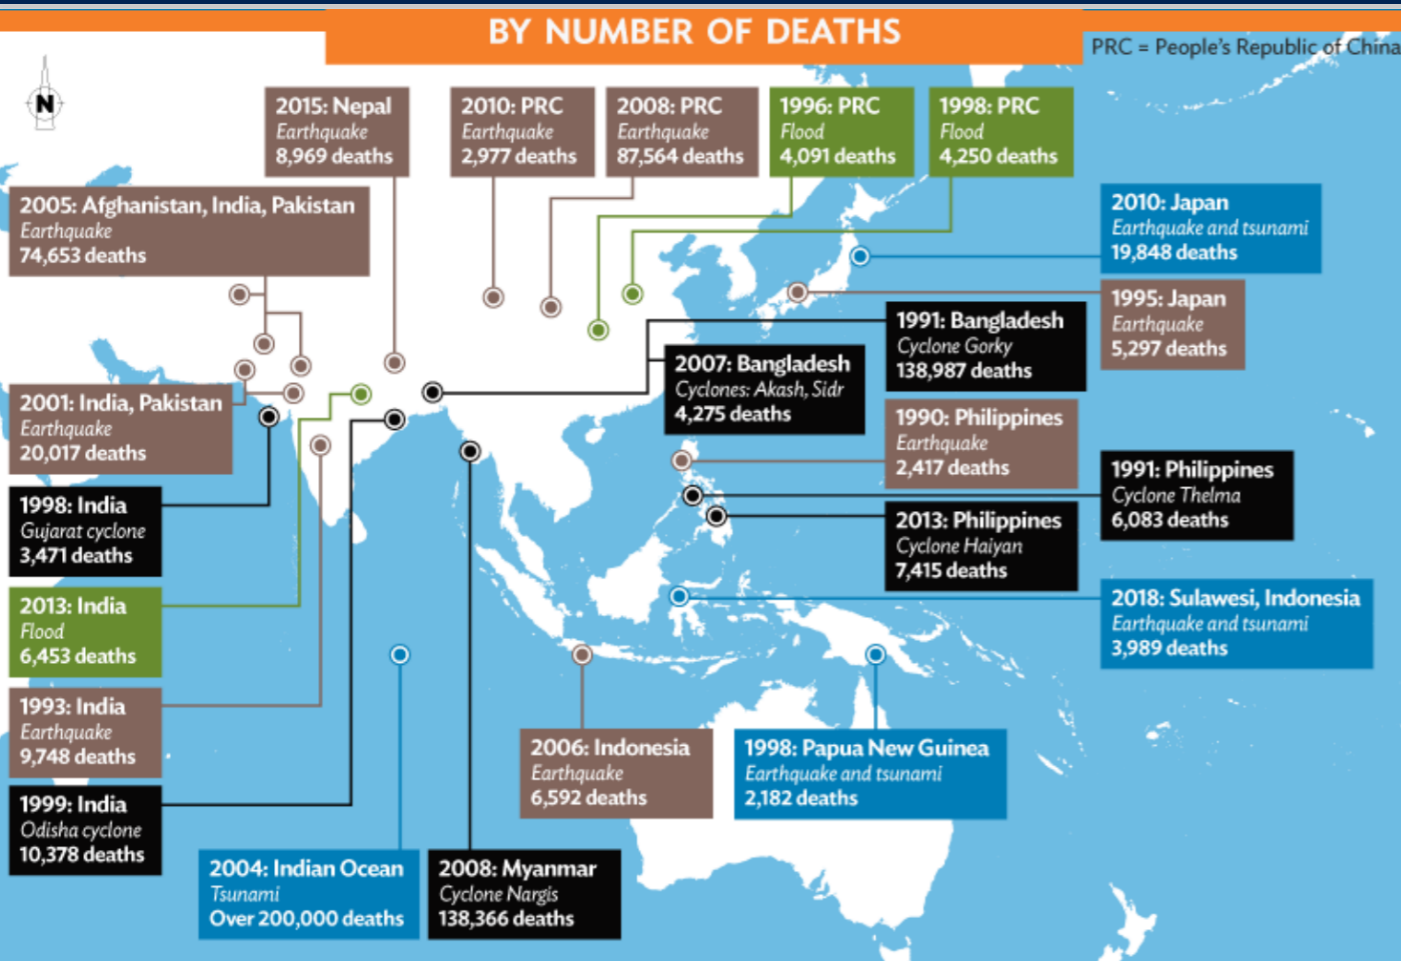 BY NUMBER OF DEATHS
PRC = People's Republic of China
N
2015: Nepal
Earthquake
8,969 deaths
2010: PRC
Earthquake
2,977 deaths
2008: PRC
Earthquake
87,564 deaths
1996: PRC
Flood
4,091 deaths
1998: PRC
Flood
4,250 deaths
2005: Afghanistan, India, Pakistan
Earthquake
74,653 deaths
2010: Japan
Earthquake and tsunami
19,848 deaths
1995: Japan
Earthquake
5,297 deaths
1991: Bangladesh
Cyclone Gorky
138,987 deaths
2007: Bangladesh
Cyclones: Akash, Sidr
4,275 deaths
2001: India, Pakistan
Earthquake
20,017 deaths
1990: Philippines
Earthquake
2,417 deaths
1991: Philippines
Cyclone Thelma
6,083 deaths
1998: India
Gujarat cyclone
3,471 deaths
2013: Philippines
Cyclone Haiyan
7,415 deaths
2013: India
Flood
6,453 deaths
2018: Sulawesi, Indonesia
Earthquake and tsunami
3,989 deaths
1993: India
Earthquake
9,748 deaths
2006: Indonesia
Earthquake
6,592 deaths
1998: Papua New Guinea
Earthquake and tsunami
2,182 deaths
1999: India
Odisha cyclone
10,378 deaths
2004: Indian Ocean
Tsunami
Over 200,000 deaths
2008: Myanmar
Cyclone Nargis
138,366 deaths